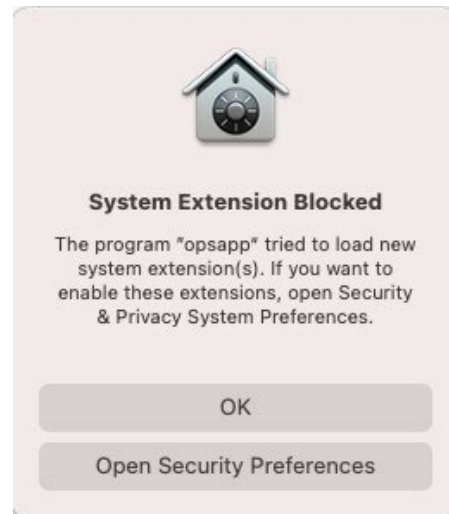 System Extension Blocked
The program "opsapp" tried to load new
system extension(s). If you want to
enable these extensions, open Security
& Privacy System Preferences.
OK
Open Security Preferences